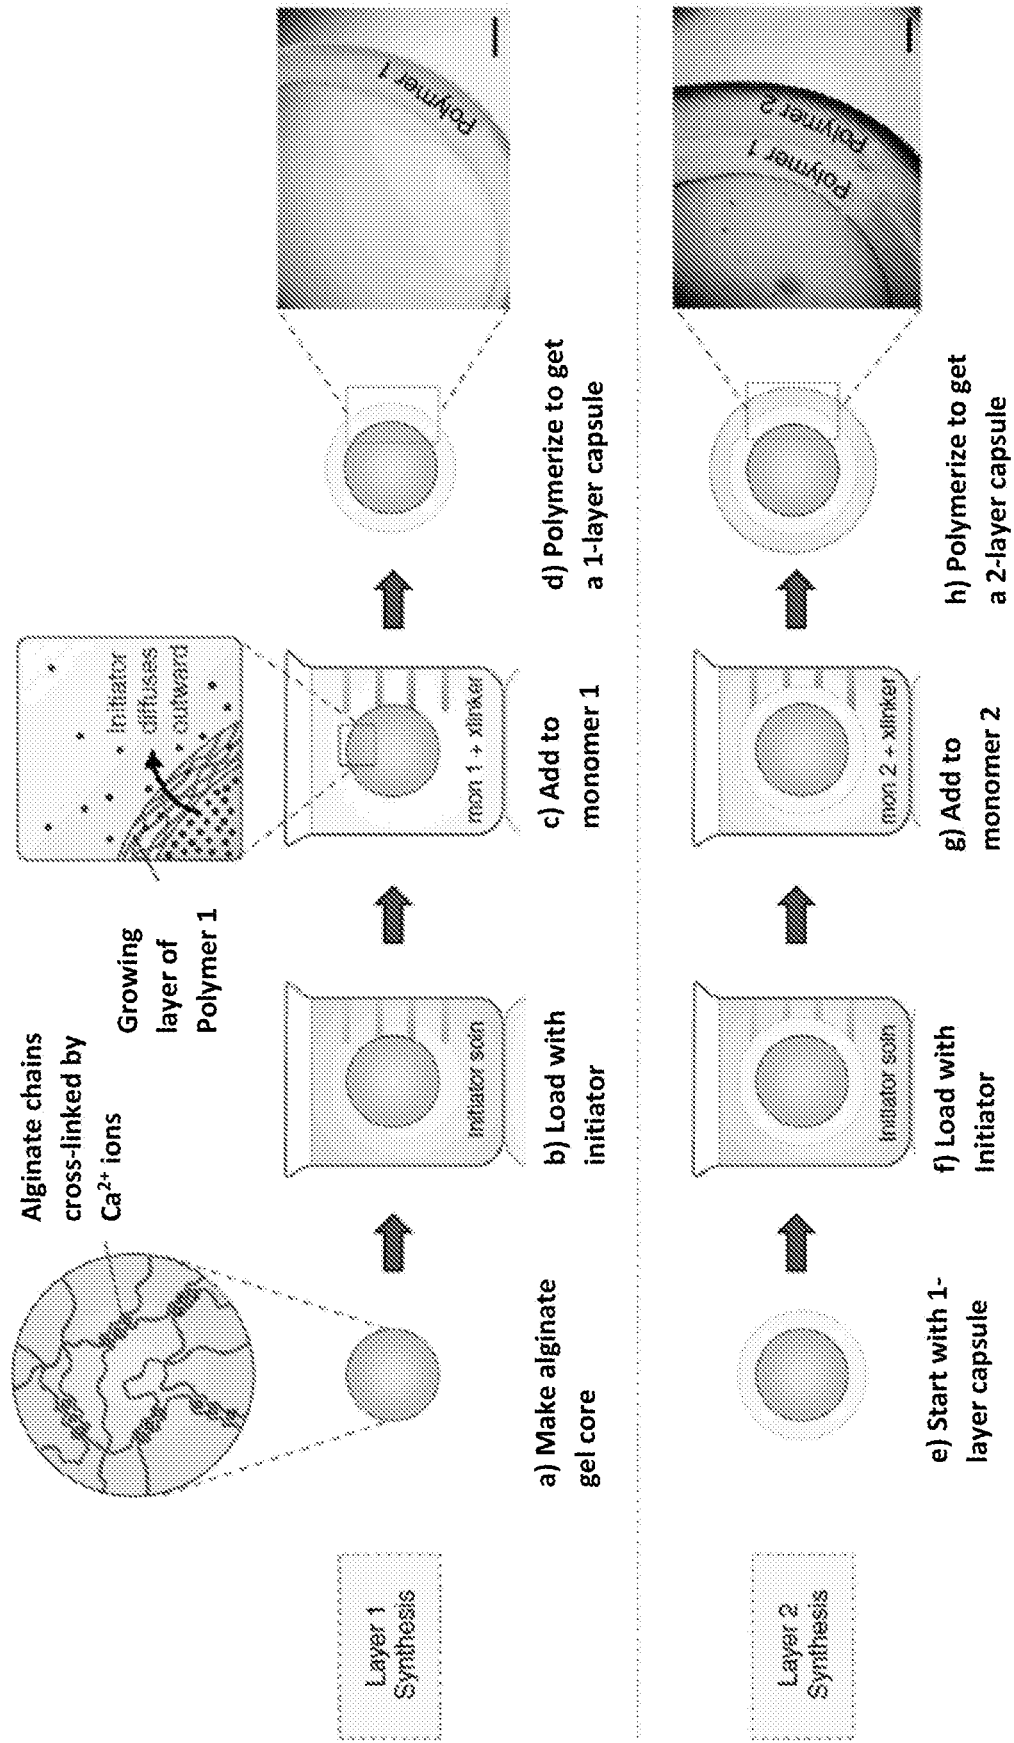 Layer 1
Synthesis
Alginate chains
cross-linked by
Ca²⁺ ions
a) Make alginate
gel core
Initiator soln
b) Load with
initiator
Growing
layer of
Polymer 1
Initiator
diffuses
outward
mon 1 + xlinker
c) Add to
monomer 1
d) Polymerize to get
a 1-layer capsule
Polymer 1
Layer 2
Synthesis
e) Start with 1-
layer capsule
Initiator soln
f) Load with
Initiator
mon 2 + xlinker
g) Add to
monomer 2
h) Polymerize to get
a 2-layer capsule
Polymer 1
Polymer 2